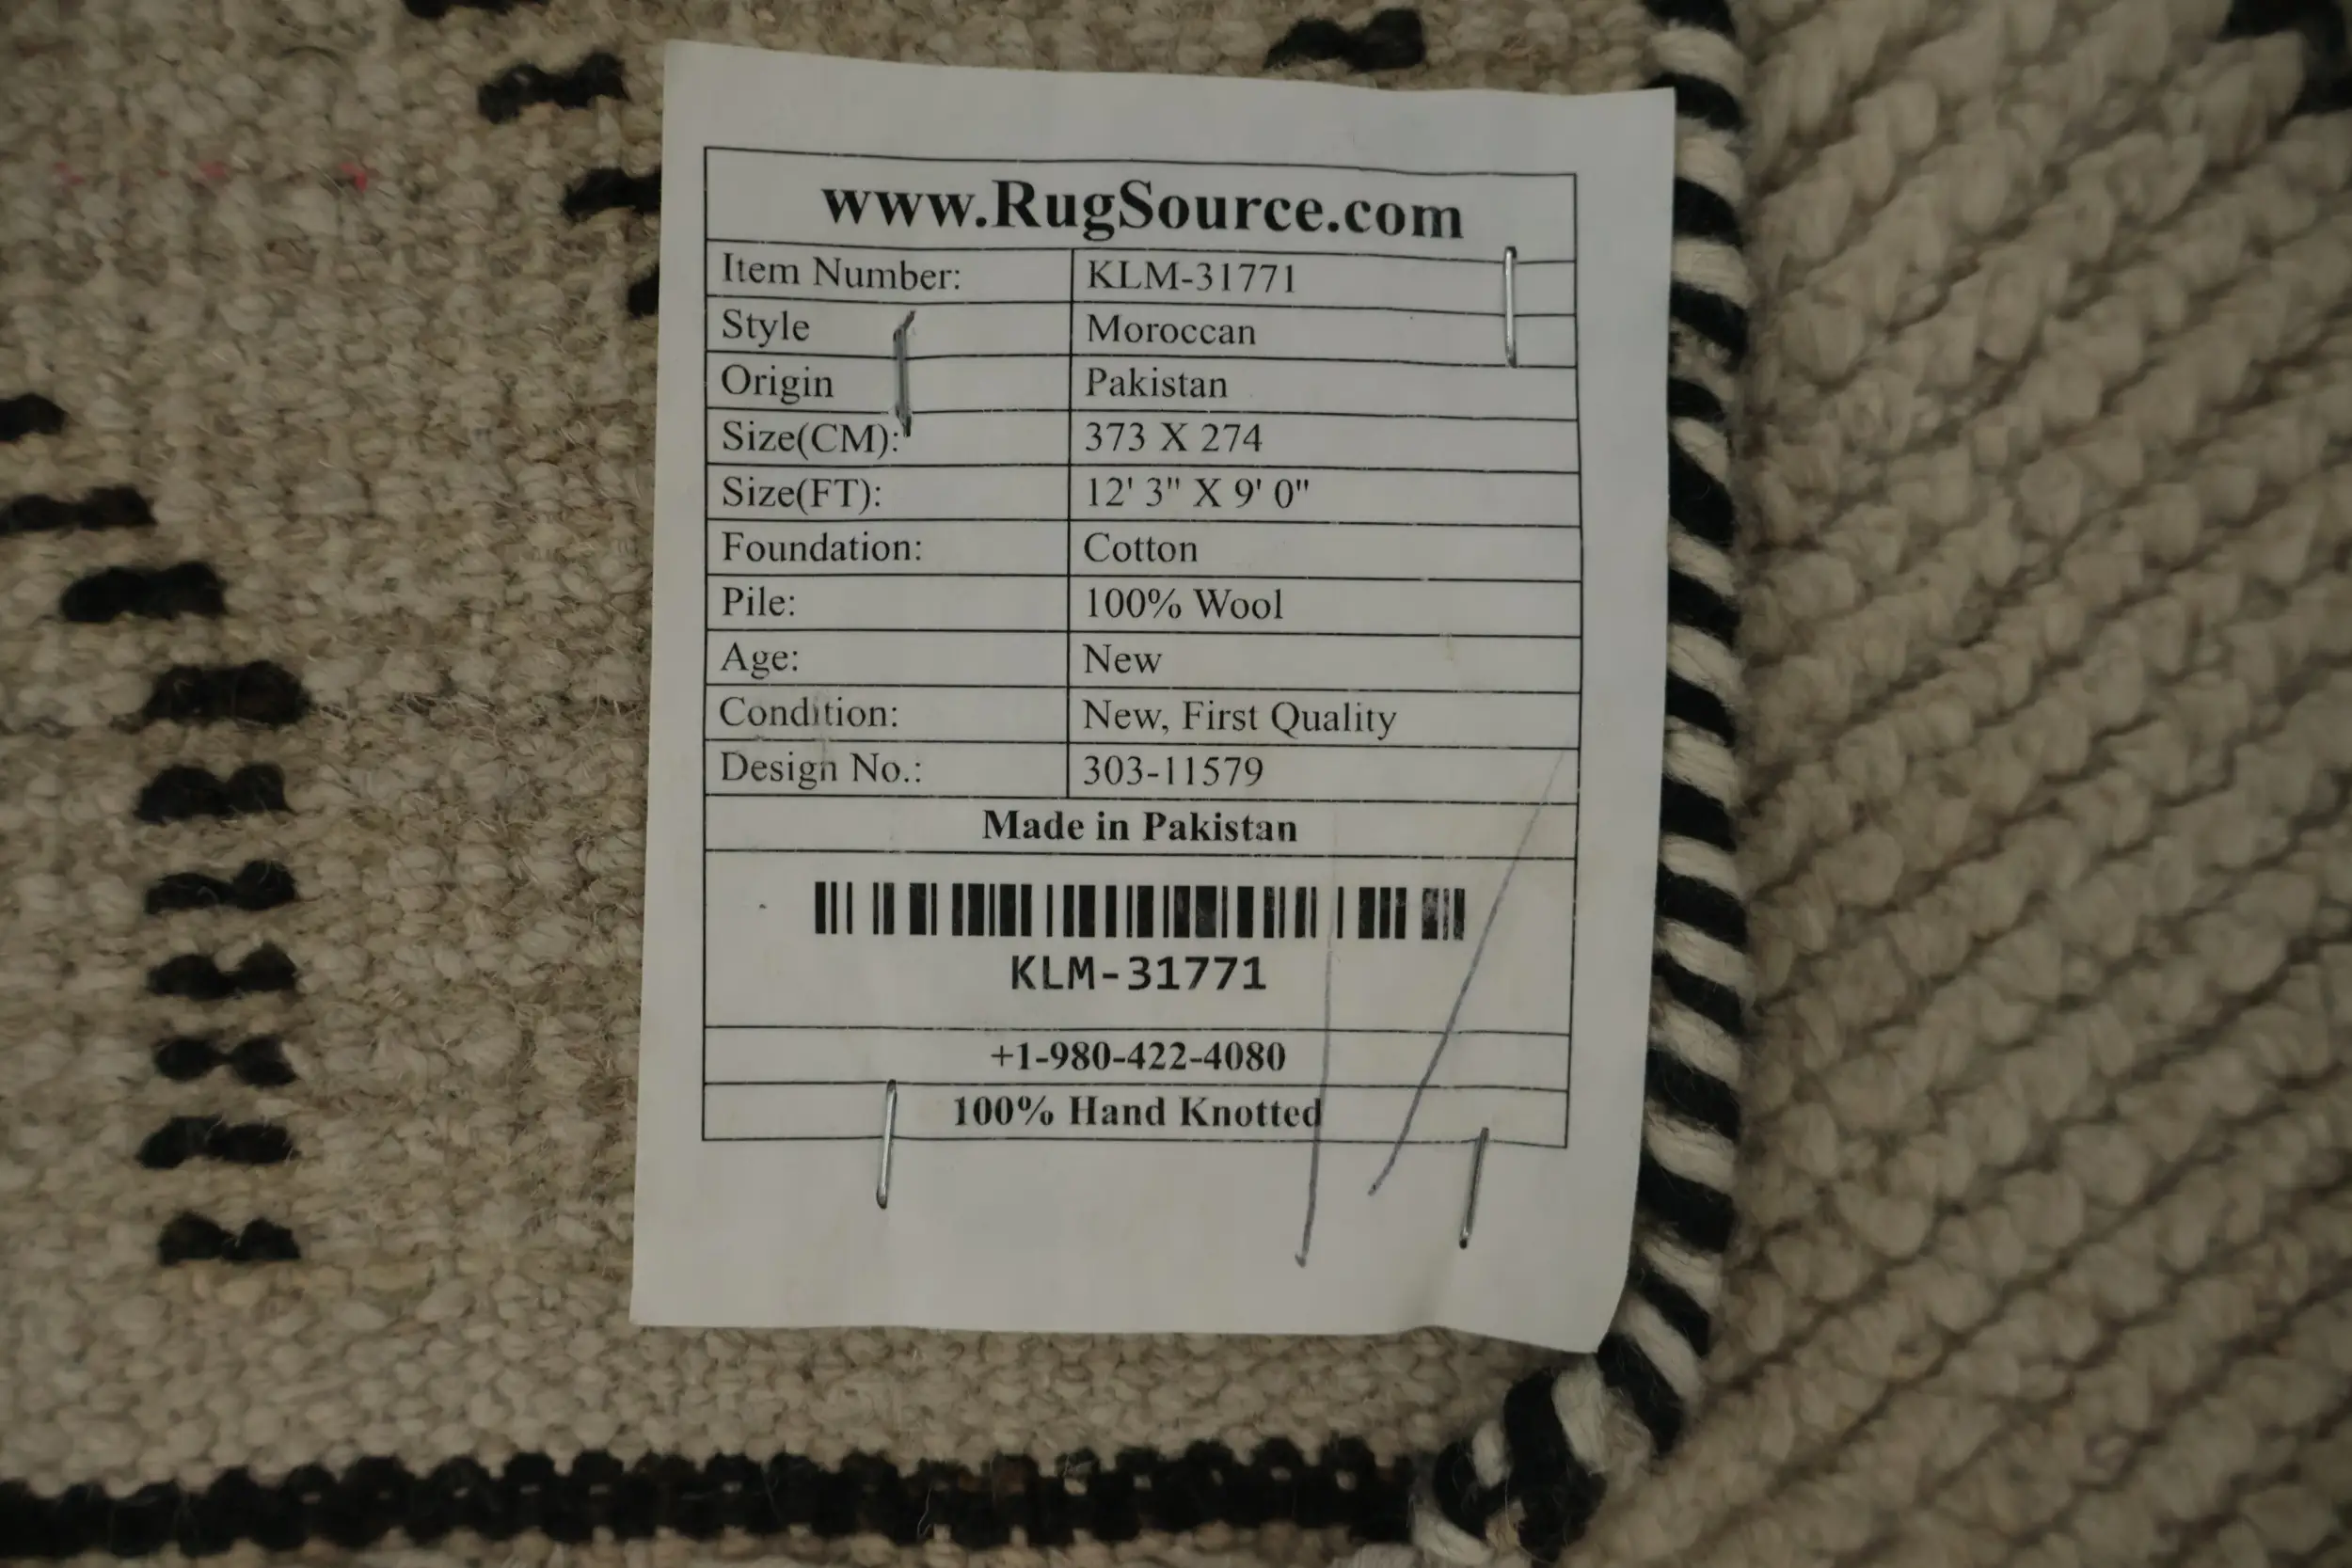 www.RugSource.com
Item Number: KLM-31771
Style Moroccan
Origin Pakistan
Size(CM): 373 X 274
Size(FT): 12' 3" X 9' 0"
Foundation: Cotton
Pile: 100% Wool
Age: New
Condition: New, First Quality
Design No.: 303-11579
Made in Pakistan
KLM-31771
+1-980-422-4080
100% Hand Knotted